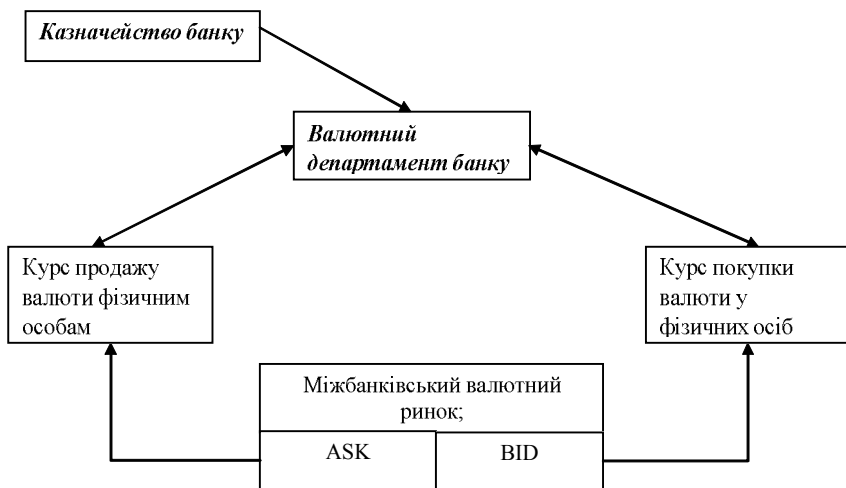 Казначейство банку
Валютний
департамент банку
Курс продажу
валюти фізичним
особам
Курс покупки
валюти у
фізичних осіб
Міжбанківський валютний
ринок;
ASK
BID